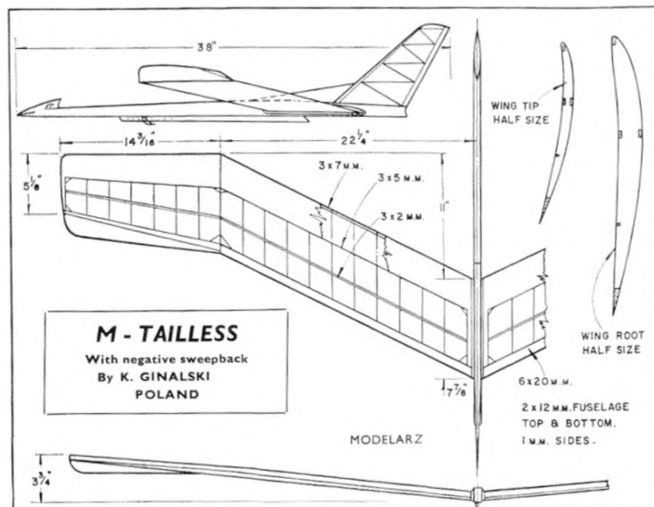 38"
14 3/16"
22 1/4"
5 1/8"
3 x 7 M.M.
3 x 5 M.M.
3 x 2 M.M.
11"
WING TIP
HALF SIZE
WING ROOT
HALF SIZE
M - TAILLESS
With negative sweepback
By K. GINALSKI
POLAND
7 7/8"
6 x 20 M.M.
2 x 12 M.M. FUSELAGE
TOP & BOTTOM.
1 M.M. SIDES.
MODELARZ
3 3/4"